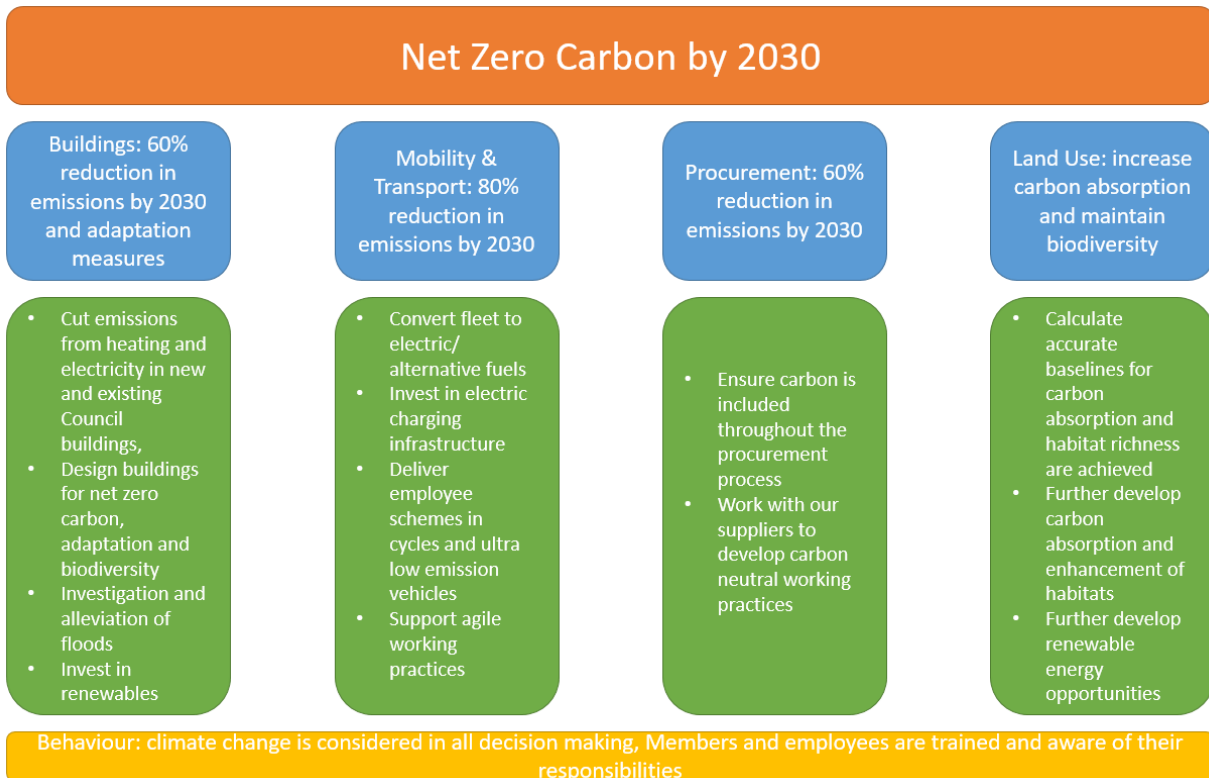 Net Zero Carbon by 2030
Buildings: 60%
reduction in
emissions by 2030
and adaptation
measures
Mobility &
Transport: 80%
reduction in
emissions by 2030
Procurement: 60%
reduction in
emissions by 2030
Land Use: increase
carbon absorption
and maintain
biodiversity
• Cut emissions
from heating and
electricity in new
and existing
Council
buildings,
• Design buildings
for net zero
carbon,
adaptation and
biodiversity
• Investigation and
alleviation of
floods
• Invest in
renewables
• Convert fleet to
electric/
alternative fuels
• Invest in electric
charging
infrastructure
• Deliver
employee
schemes in
cycles and ultra
low emission
vehicles
• Support agile
working
practices
• Ensure carbon is
included
throughout the
procurement
process
• Work with our
suppliers to
develop carbon
neutral working
practices
• Calculate
accurate
baselines for
carbon
absorption and
habitat richness
are achieved
• Further develop
carbon
absorption and
enhancement of
habitats
• Further develop
renewable
energy
opportunities
Behaviour: climate change is considered in all decision making, Members and employees are trained and aware of their
responsibilities